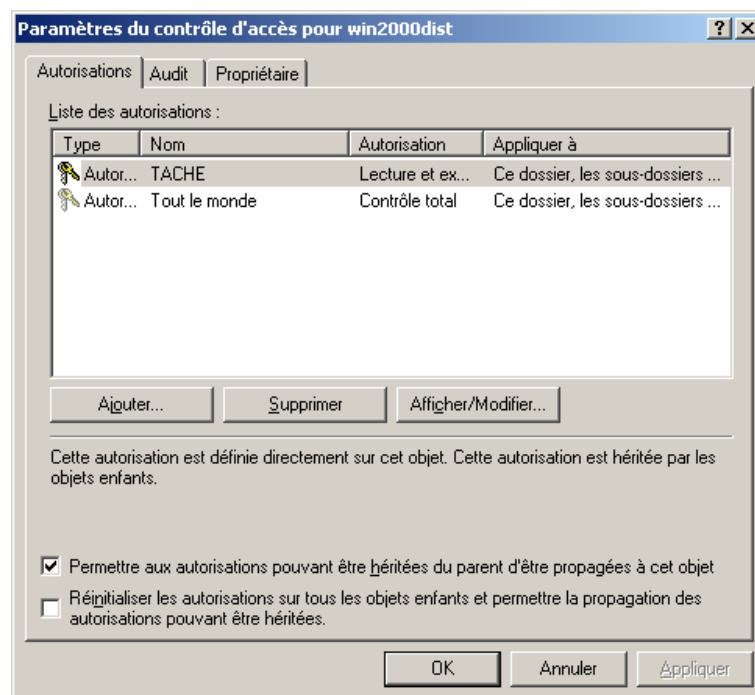 Paramètres du contrôle d'accès pour win2000dist
Autorisations Audit Propriétaire
Liste des autorisations :
Type Nom Autorisation Appliquer à
Autor... TACHE Lecture et ex... Ce dossier, les sous-dossiers ...
Autor... Tout le monde Contrôle total Ce dossier, les sous-dossiers ...
Ajouter... Supprimer Afficher/Modifier...
Cette autorisation est définie directement sur cet objet. Cette autorisation est héritée par les
objets enfants.
Permettre aux autorisations pouvant être héritées du parent d'être propagées à cet objet
Réinitialiser les autorisations sur tous les objets enfants et permettre la propagation des
autorisations pouvant être héritées.
OK Annuler Appliquer